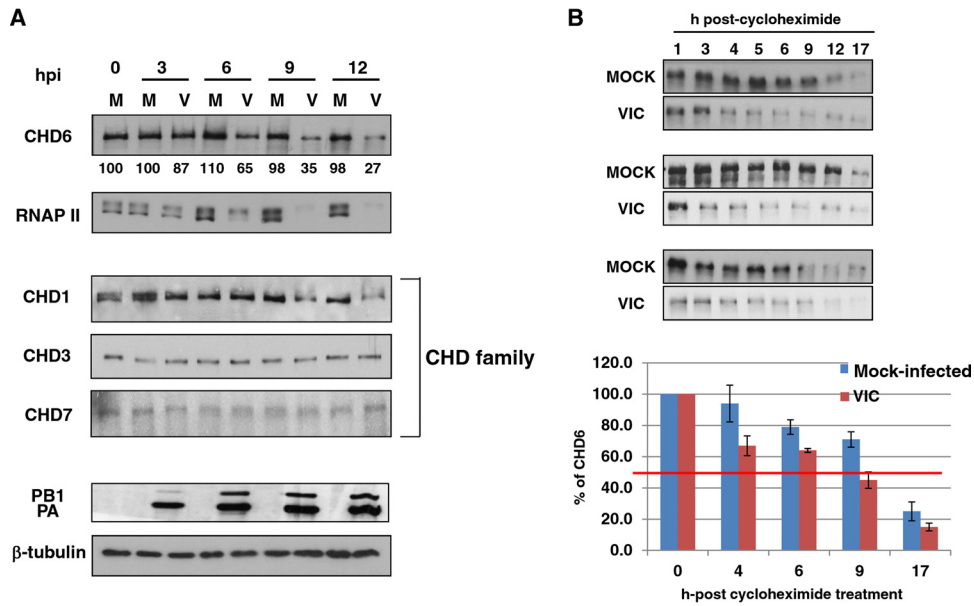 A
hpi 0 3 6 9 12
M M V M V M V M V
CHD6
100 100 87 110 65 98 35 98 27
RNAP II
CHD1
CHD3
CHD7
CHD family
PB1
PA
β-tubulin
B
h post-cycloheximide
1 3 4 5 6 9 12 17
MOCK
VIC
MOCK
VIC
MOCK
VIC
120.0
100.0
80.0
60.0
40.0
20.0
0.0
% of CHD6
Mock-infected
VIC
0 4 6 9 17
h-post cycloheximide treatment